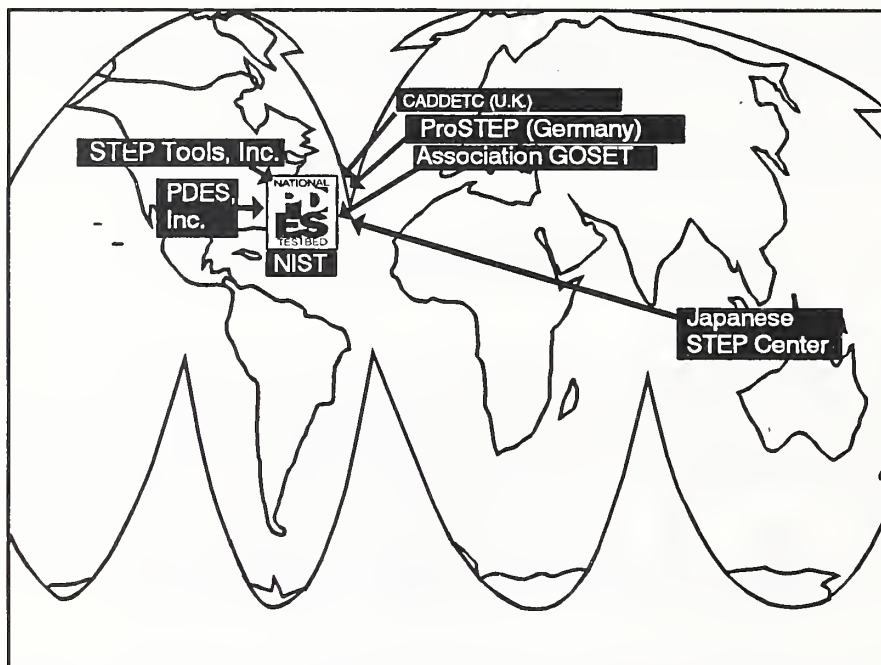 CADDETC (U.K.)
ProSTEP (Germany)
STEP Tools, Inc.
Association GOSET
NATIONAL
PD
ES
TESTBED
PDES,
Inc.
NIST
Japanese
STEP Center